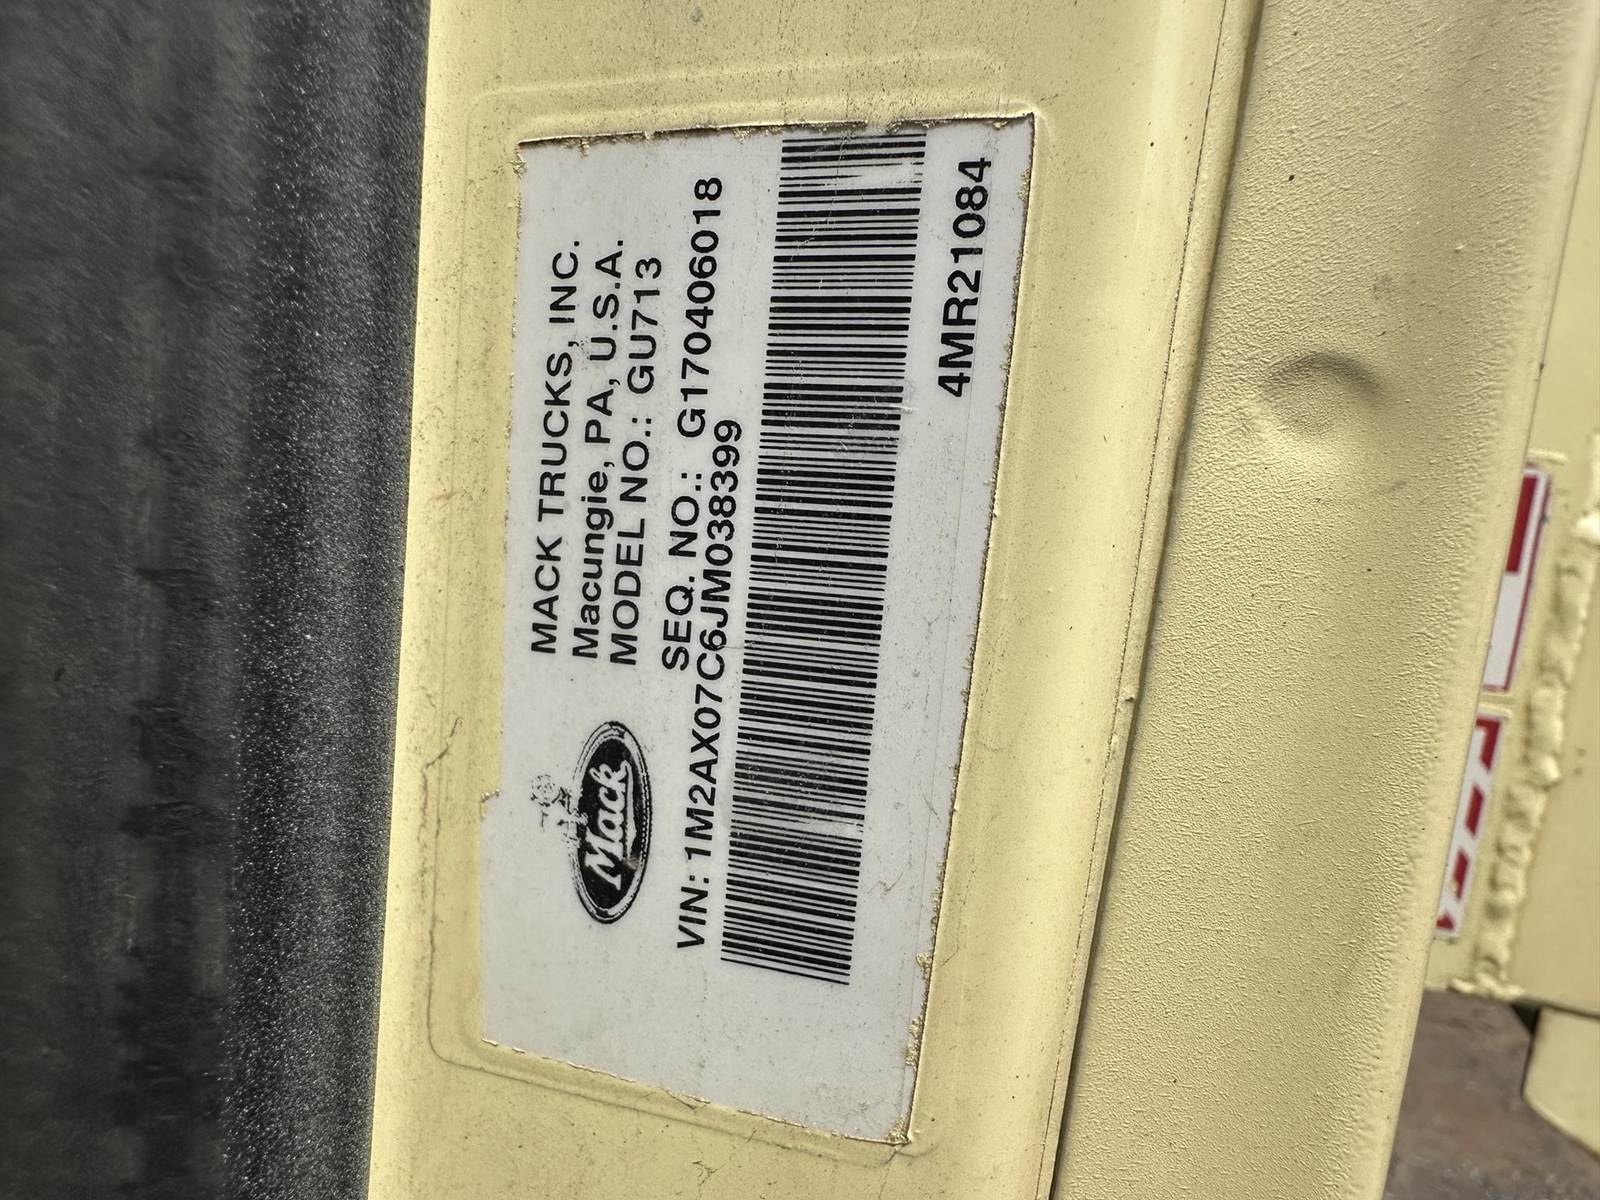 MACK TRUCKS, INC.
Macungie, PA, U.S.A.
MODEL NO.: GU713
SEQ. NO.: G170406018
Mack
VIN: 1M2AX07C6JM038399
4MR21084